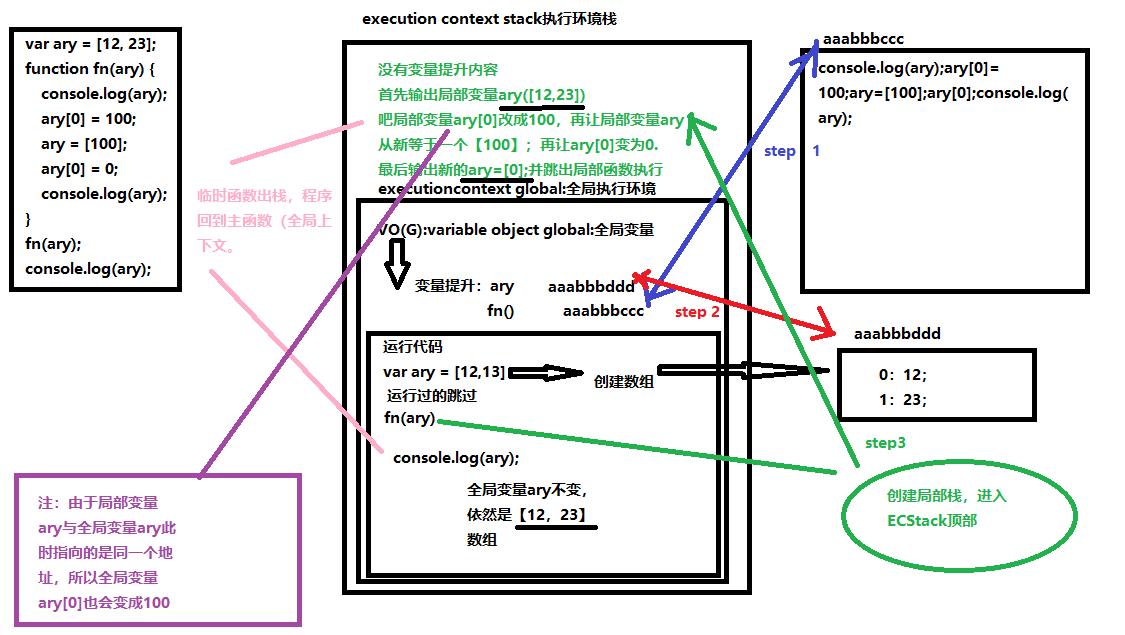 execution context stack执行环境栈
var ary = [12, 23];
function fn(ary) {
console.log(ary);
ary[0] = 100;
ary = [100];
ary[0] = 0;
console.log(ary);
}
fn(ary);
console.log(ary);
没有变量提升内容
首先输出局部变量ary([12,23])
吧局部变量ary[0]改成100，再让局部变量ary
从新等于一个【100】；再让ary[0]变为0.
最后输出新的ary=[0];并跳出局部函数执行
临时函数出栈，程序
回到主函数（全局上
下文。
executioncontext global:全局执行环境
VO(G):variable object global:全局变量
变量提升：ary aaabbbddd
fn() aaabbbccc
运行代码
var ary = [12,13]
创建数组
运行过的跳过
fn(ary)
console.log(ary);
全局变量ary不变，
依然是【12，23】
数组
aaabbbccc
console.log(ary);ary[0]=
100;ary=[100];ary[0];console.log(
ary);
step 1
step 2
aaabbbddd
0：12;
1：23;
step3
创建局部栈，进入
ECStack顶部
注：由于局部变量
ary与全局变量ary此
时指向的是同一个地
址，所以全局变量
ary[0]也会变成100